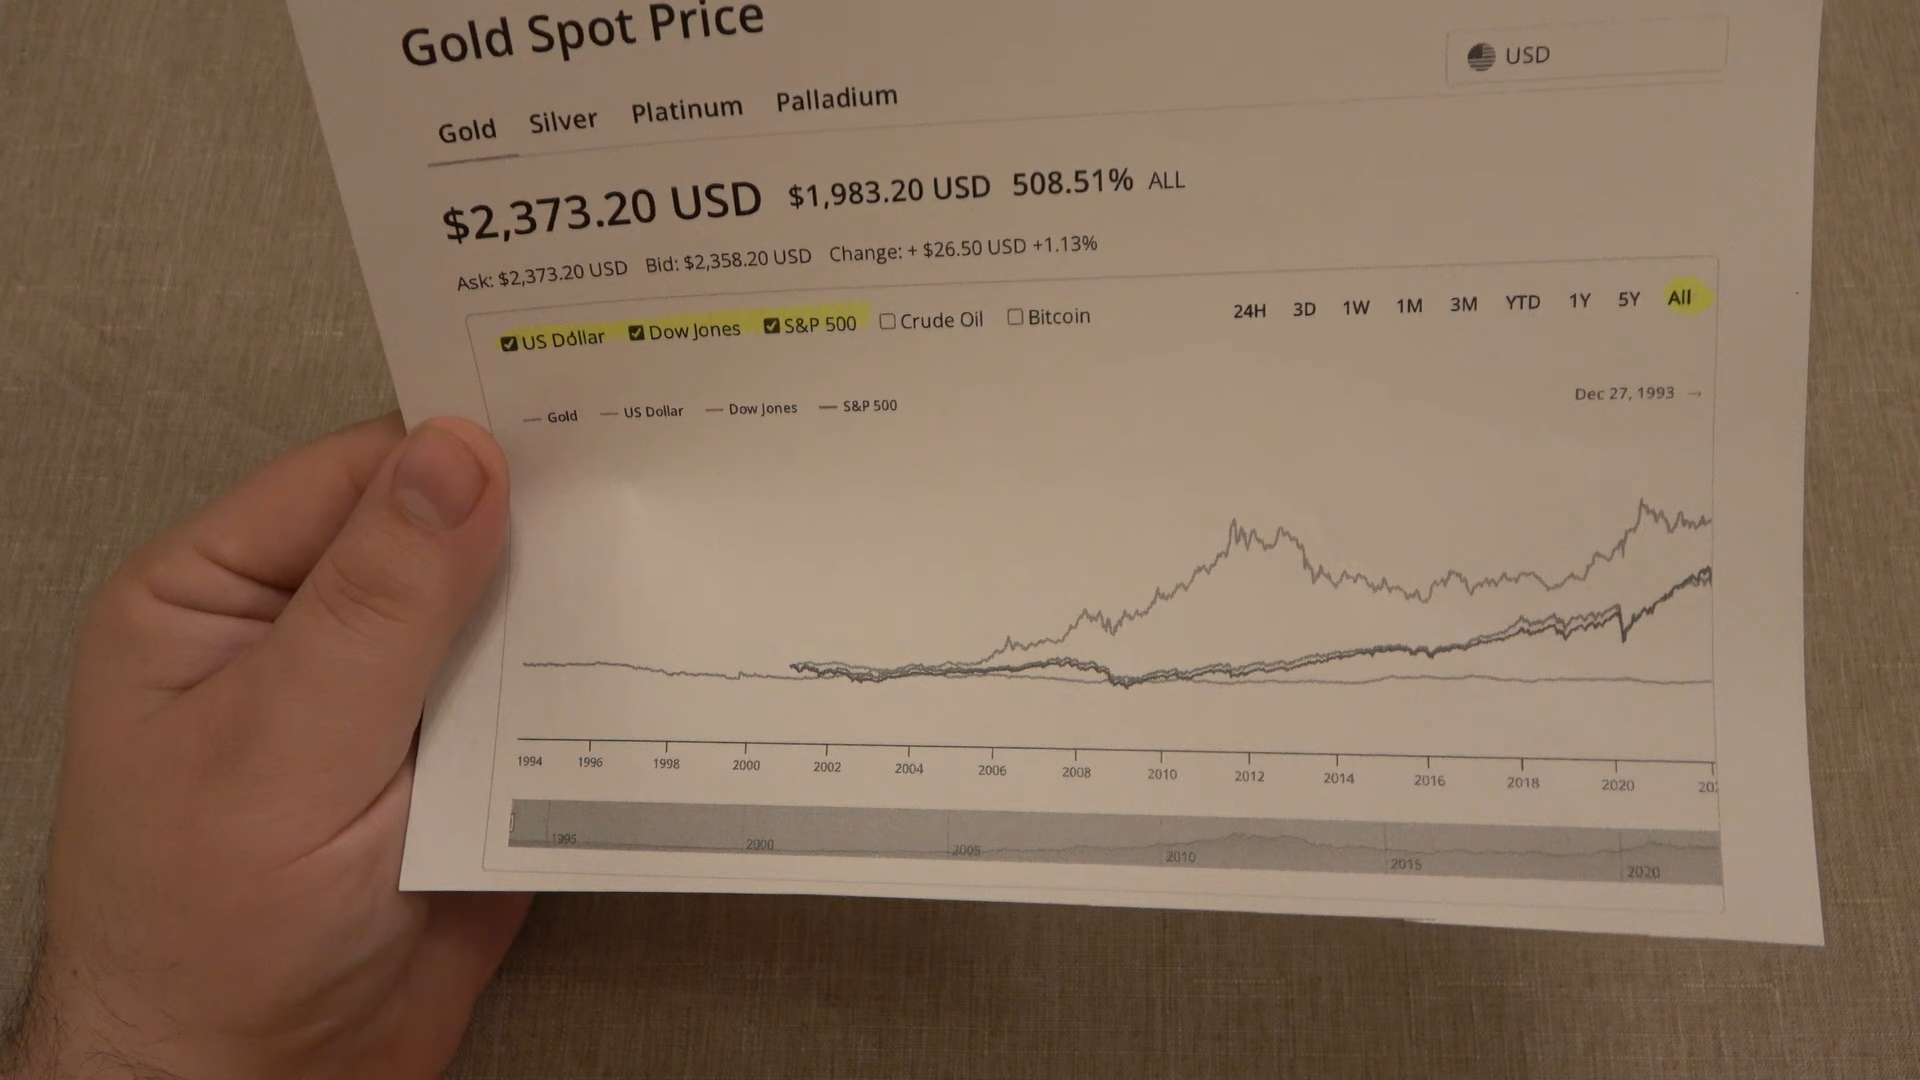 Gold Spot Price
USD
Gold Silver Platinum Palladium
$2,373.20 USD $1,983.20 USD 508.51% ALL
Ask: $2,373.20 USD Bid: $2,358.20 USD Change: + $26.50 USD +1.13%
US Dollar Dow Jones S&P 500 Crude Oil Bitcoin
24H 3D 1W 1M 3M YTD 1Y 5Y All
Dec 27, 1993 →
Gold US Dollar Dow Jones S&P 500
1994 1996 1998 2000 2002 2004 2006 2008 2010 2012 2014 2016 2018 2020 20
1995 2000 2005 2010 2015 2020